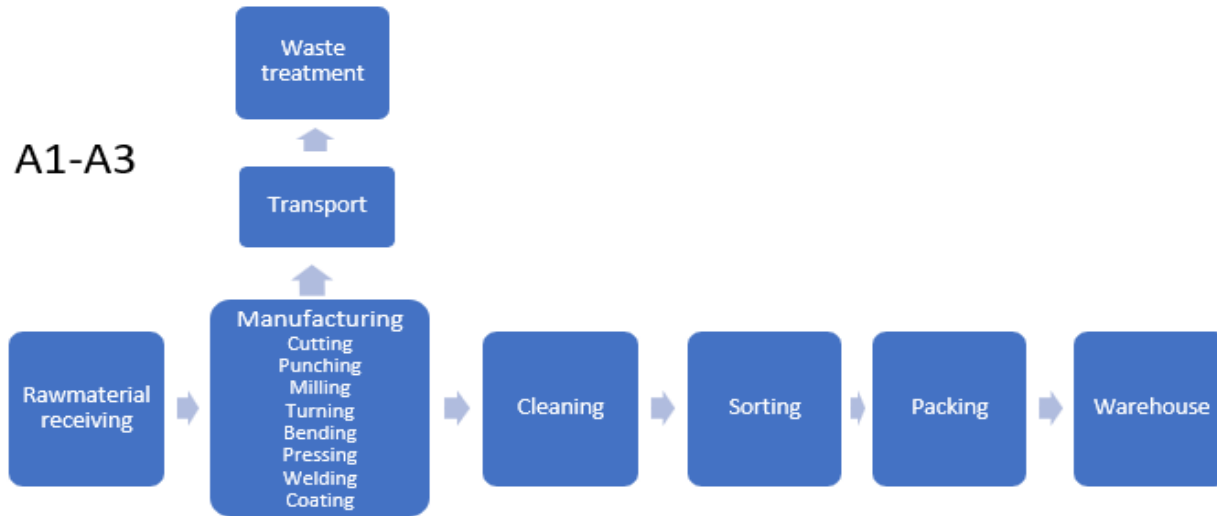 Waste
treatment
A1-A3
Transport
Manufacturing
Cutting
Punching
Milling
Turning
Bending
Pressing
Welding
Coating
Rawmaterial
receiving
Cleaning
Sorting
Packing
Warehouse